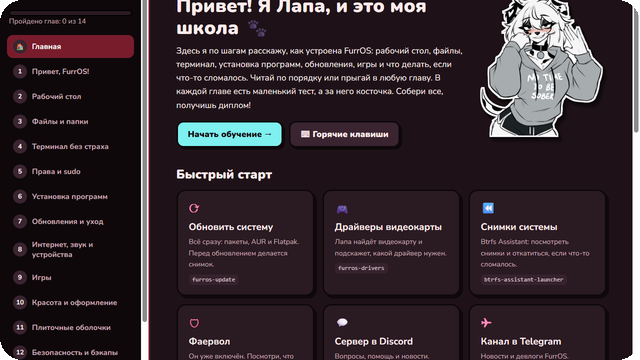 Пройдено глав: 0 из 14
Главная
1 Привет, FurrOS!
2 Рабочий стол
3 Файлы и папки
4 Терминал без страха
5 Права и sudo
6 Установка программ
7 Обновления и уход
8 Интернет, звук и
устройства
9 Игры
10 Красота и оформление
11 Плиточные оболочки
12 Безопасность и бэкапы
Привет! Я Лапа, и это моя
школа 🐾
Здесь я по шагам расскажу, как устроена FurrOS: рабочий стол, файлы,
терминал, установка программ, обновления, игры и что делать, если
что-то сломалось. Читай по порядку или прыгай в любую главу. В
каждой главе есть маленький тест, а за него косточка. Собери все,
получишь диплом!
Начать обучение →
Горячие клавиши
NO TIME
TO BE
SOBER
Быстрый старт
Обновить систему
Всё сразу: пакеты, AUR и Flatpak.
Перед обновлением делается
снимок.
furros-update
Драйверы видеокарты
Лапа найдёт видеокарту и
подскажет, какой драйвер нужен.
furros-drivers
Снимки системы
Btrfs Assistant: посмотреть
снимки и откатиться, если что-то
сломалось.
btrfs-assistant-launcher
Фаервол
Он уже включён. Посмотри, что
Сервер в Discord
Вопросы, помощь и новости.
Канал в Telegram
Новости и релизы FurrOS.